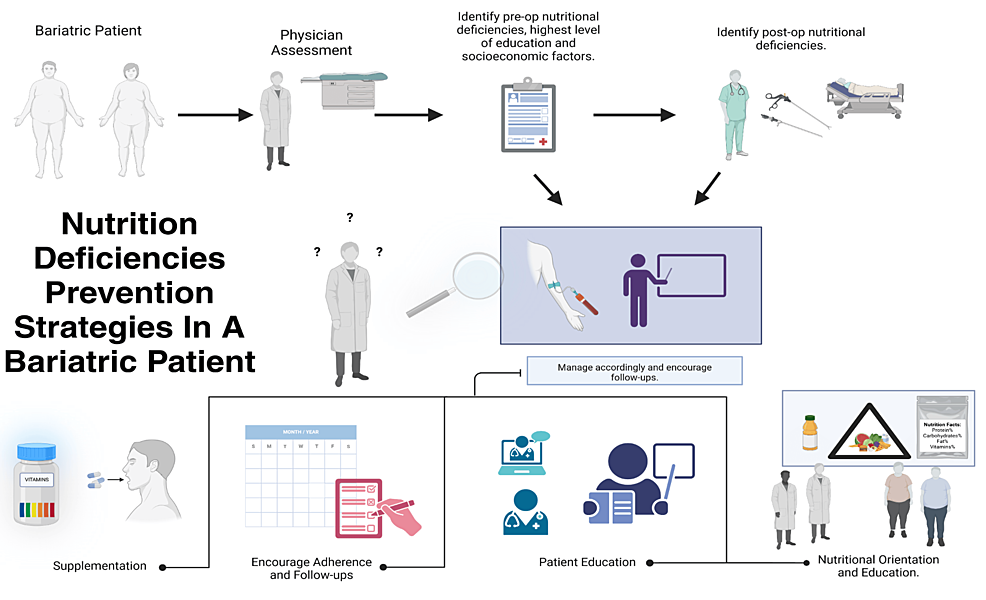 Bariatric Patient
Physician
Assessment
Identify pre-op nutritional
deficiencies, highest level
of education and
socioeconomic factors.
Identify post-op nutritional
deficiencies.
Nutrition
Deficiencies
Prevention
Strategies In A
Bariatric Patient
?
? ?
Manage accordingly and encourage
follow-ups.
VITAMINS
MONTH / YEAR
S M T W T F S
Nutrition Facts:
Protein%
Carbohydrates%
Fat%
Vitamins%
Supplementation
Encourage Adherence
and Follow-ups
Patient Education
Nutritional Orientation
and Education.